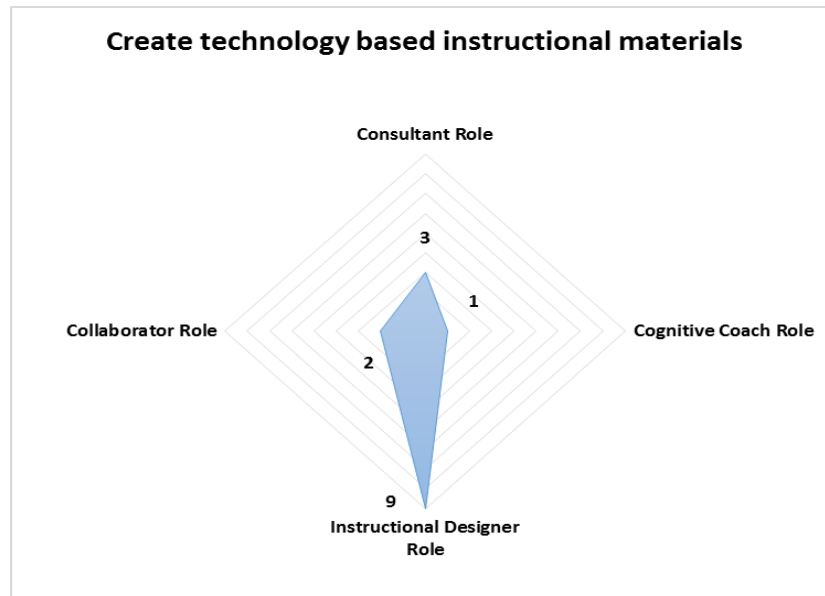 Create technology based instructional materials
Consultant Role
3
1
Collaborator Role
Cognitive Coach Role
2
9
Instructional Designer
Role